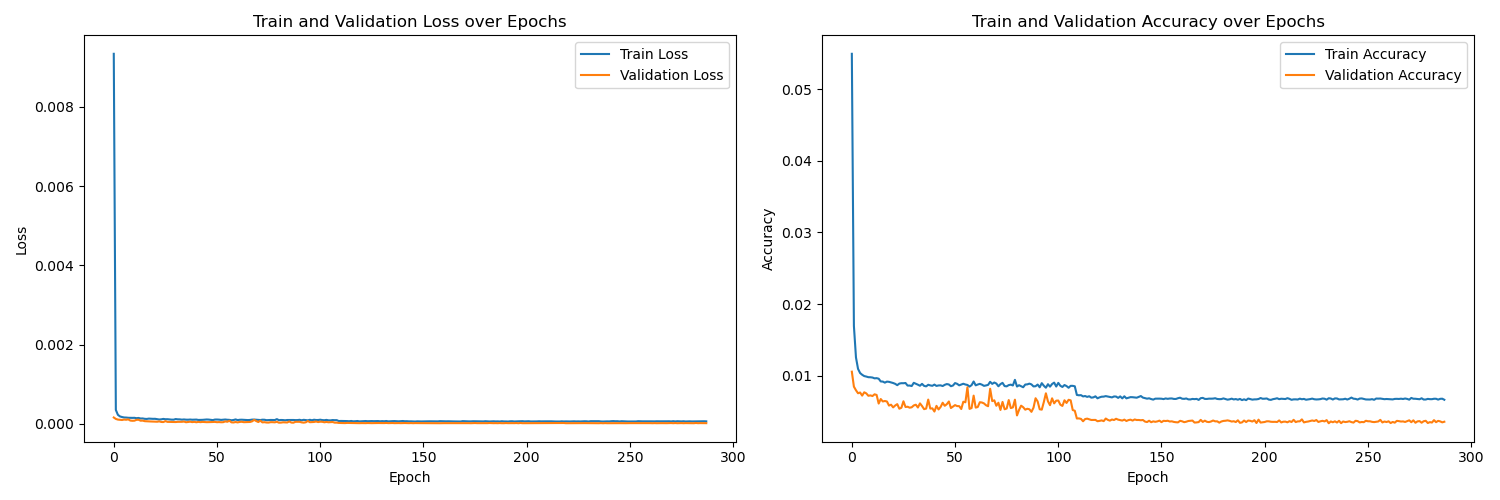 Train and Validation Loss over Epochs
Train Loss
Validation Loss
0.008
0.006
0.004
0.002
0.000
Loss
0 50 100 150 200 250 300
Epoch
Train and Validation Accuracy over Epochs
Train Accuracy
Validation Accuracy
0.05
0.04
0.03
0.02
0.01
Accuracy
0 50 100 150 200 250 300
Epoch